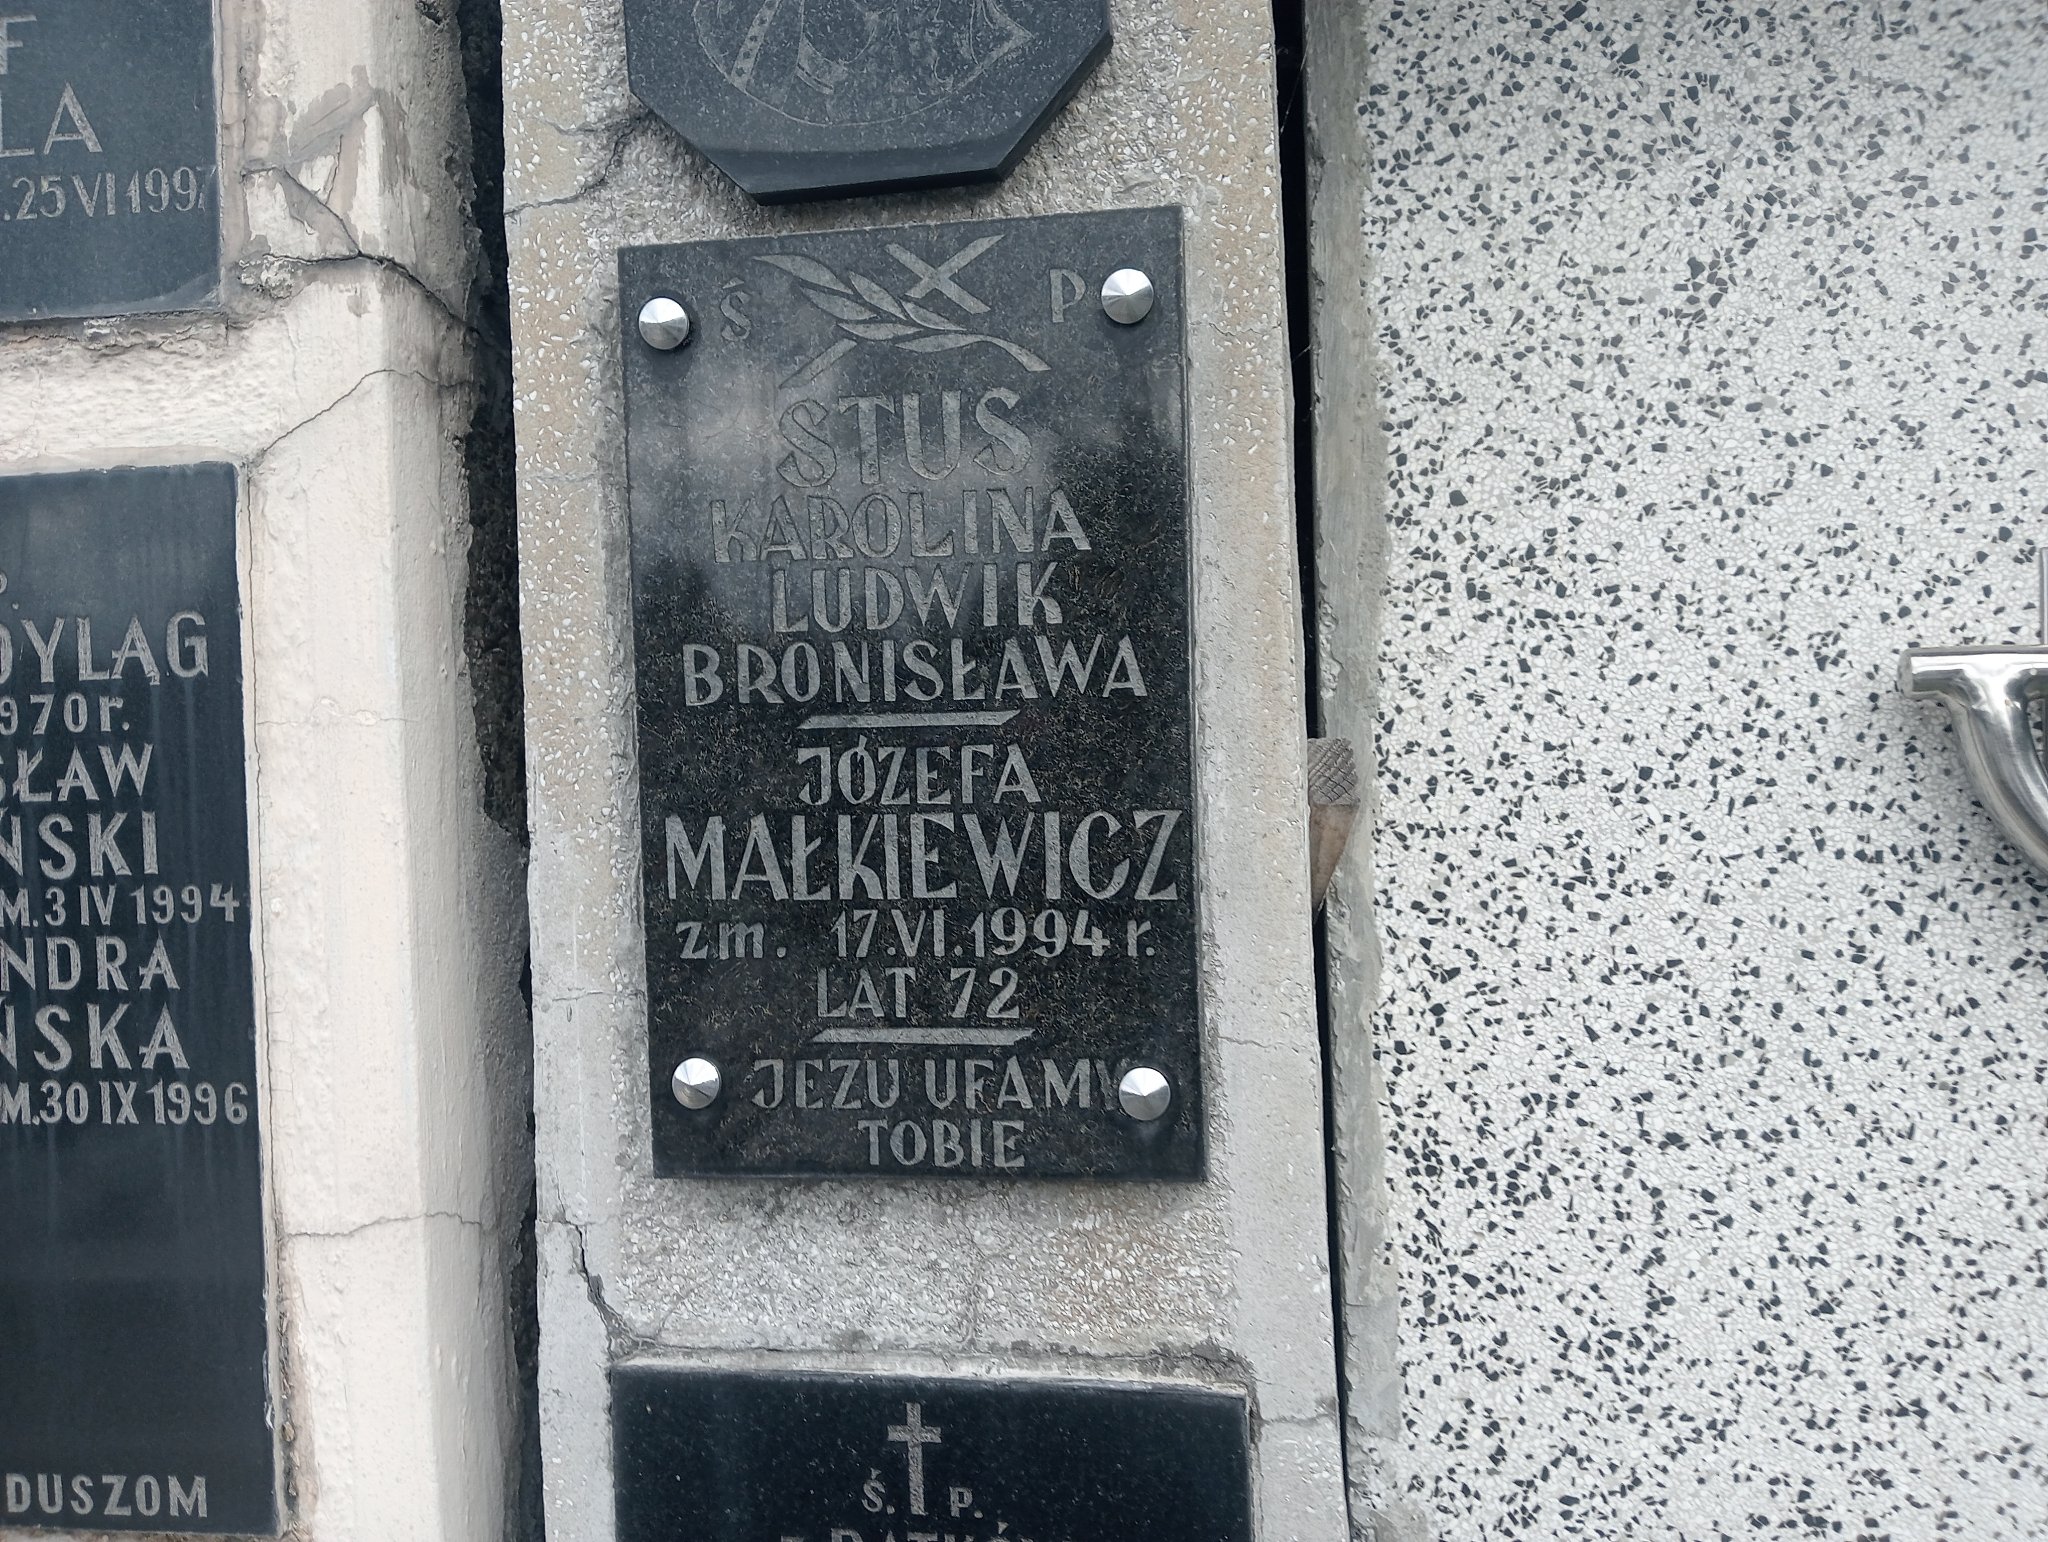 LA
25 VI 1997
DYLĄG
970 r.
SŁAW
ŃSKI
M. 3 IV 1994
NDRA
ŃSKA
M. 30 IX 1996
DUSZOM
Ś P
STUS
KAROLINA
LUDWIK
BRONISŁAWA
JÓZEFA
MAŁKIEWICZ
zm. 17.VI.1994 r.
LAT 72
JEZU UFAMY
TOBIE
Ś. P.